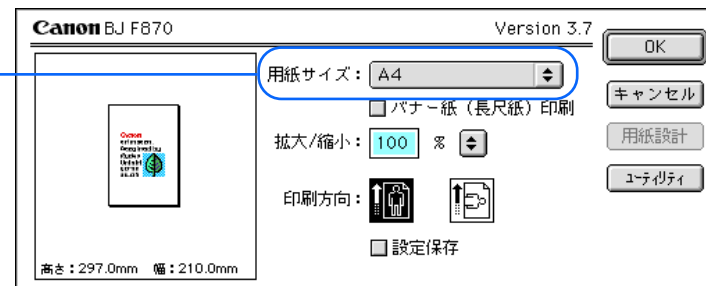 Canon BJ F870
Version 3.7
用紙サイズ：A4
バナー紙（長尺紙）印刷
拡大/縮小：100 %
印刷方向：
設定保存
高さ：297.0mm 幅：210.0mm
OK
キャンセル
用紙設計
ユーティリティ
Canon